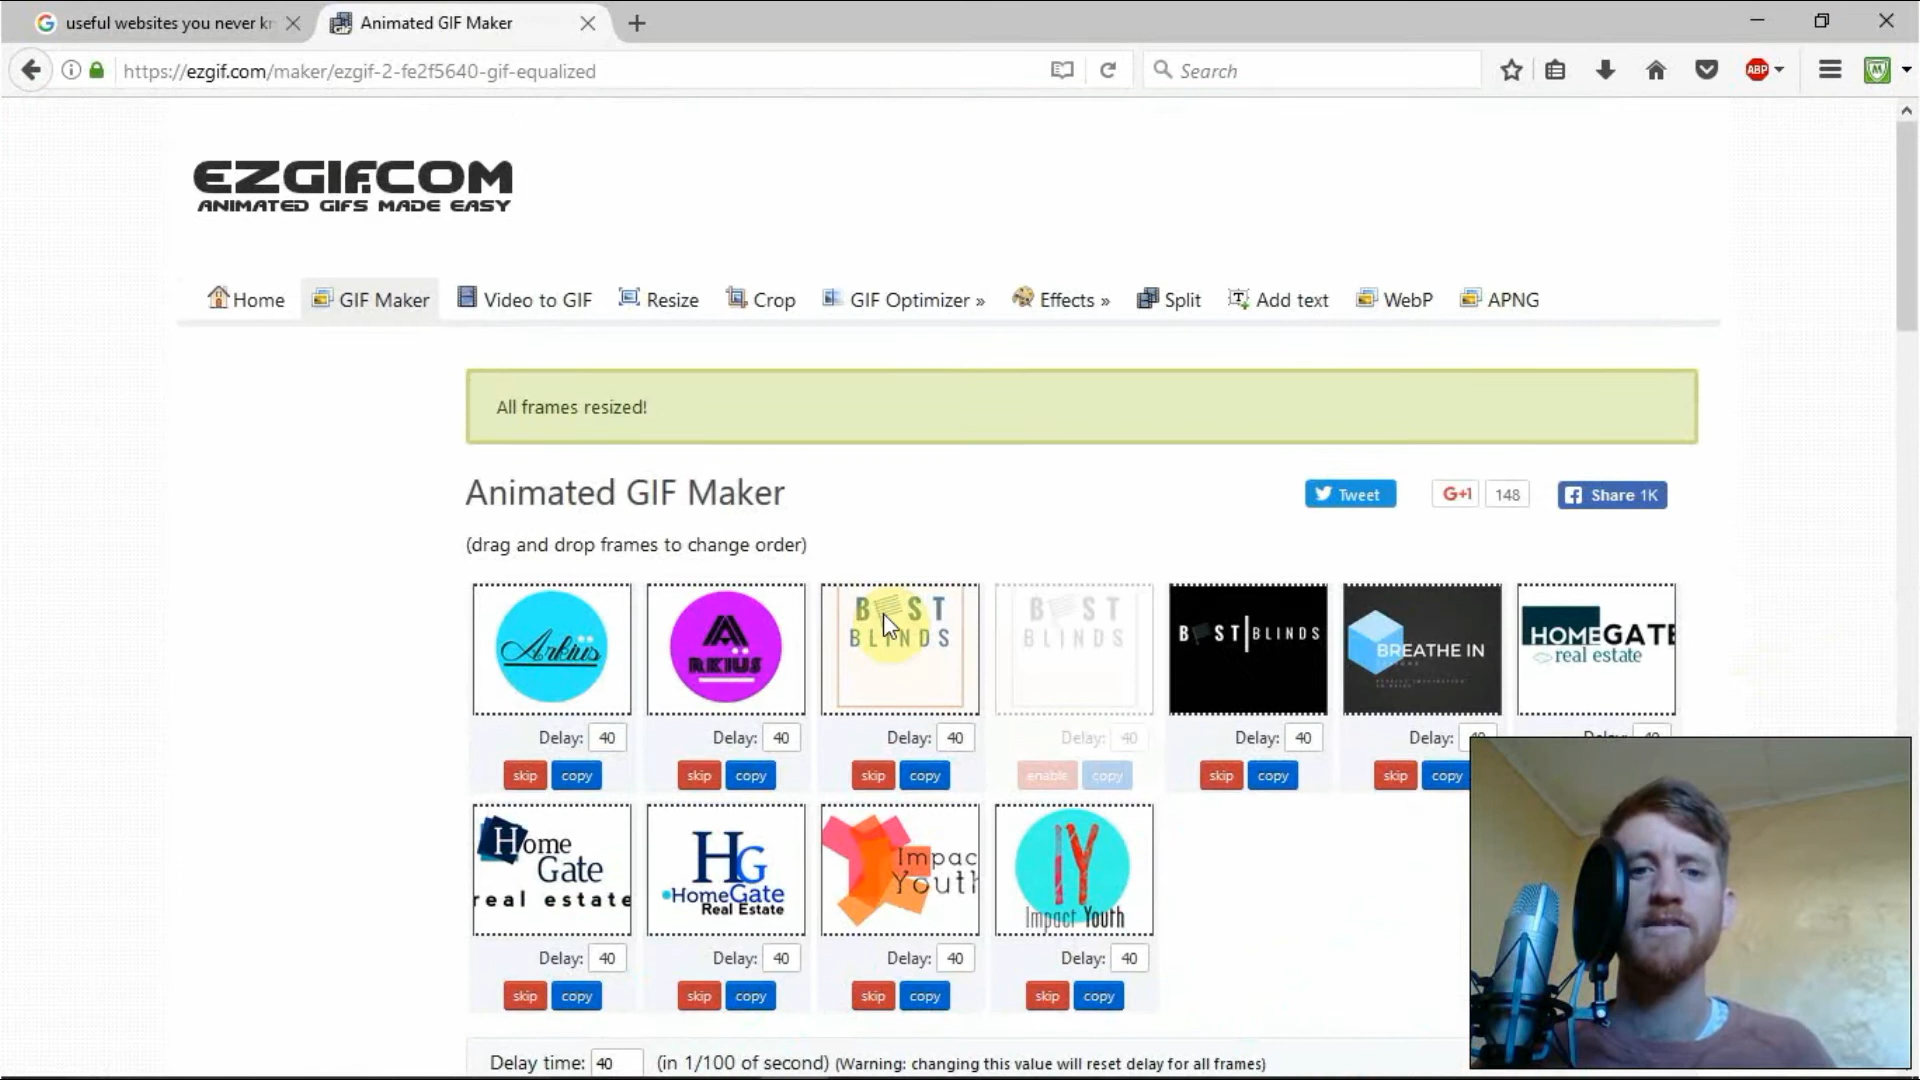 useful websites you never kn
Animated GIF Maker
https://ezgif.com/maker/ezgif-2-fe2f5640-gif-equalized
Search
ABP
EZGIF.COM
ANIMATED GIFS MADE EASY
Home
GIF Maker
Video to GIF
Resize
Crop
GIF Optimizer »
Effects »
Split
Add text
WebP
APNG
All frames resized!
Animated GIF Maker
Tweet
G+1
148
Share 1K
(drag and drop frames to change order)
Arkiüs
ARKIUS
B ST
BLINDS
B ST
BLINDS
B ST|BLINDS
BREATHE IN
HOMEGATE
real estate
Delay: 40
Delay: 40
Delay: 40
Delay: 40
Delay: 40
Delay: 40
Delay: 40
skip copy
skip copy
skip copy
enable copy
skip copy
skip copy
Home
Gate
real estate
HG
HomeGate
Real Estate
Impac
Youth
IY
Impact Youth
Delay: 40
Delay: 40
Delay: 40
Delay: 40
skip copy
skip copy
skip copy
skip copy
Delay time: 40 (in 1/100 of second) (Warning: changing this value will reset delay for all frames)